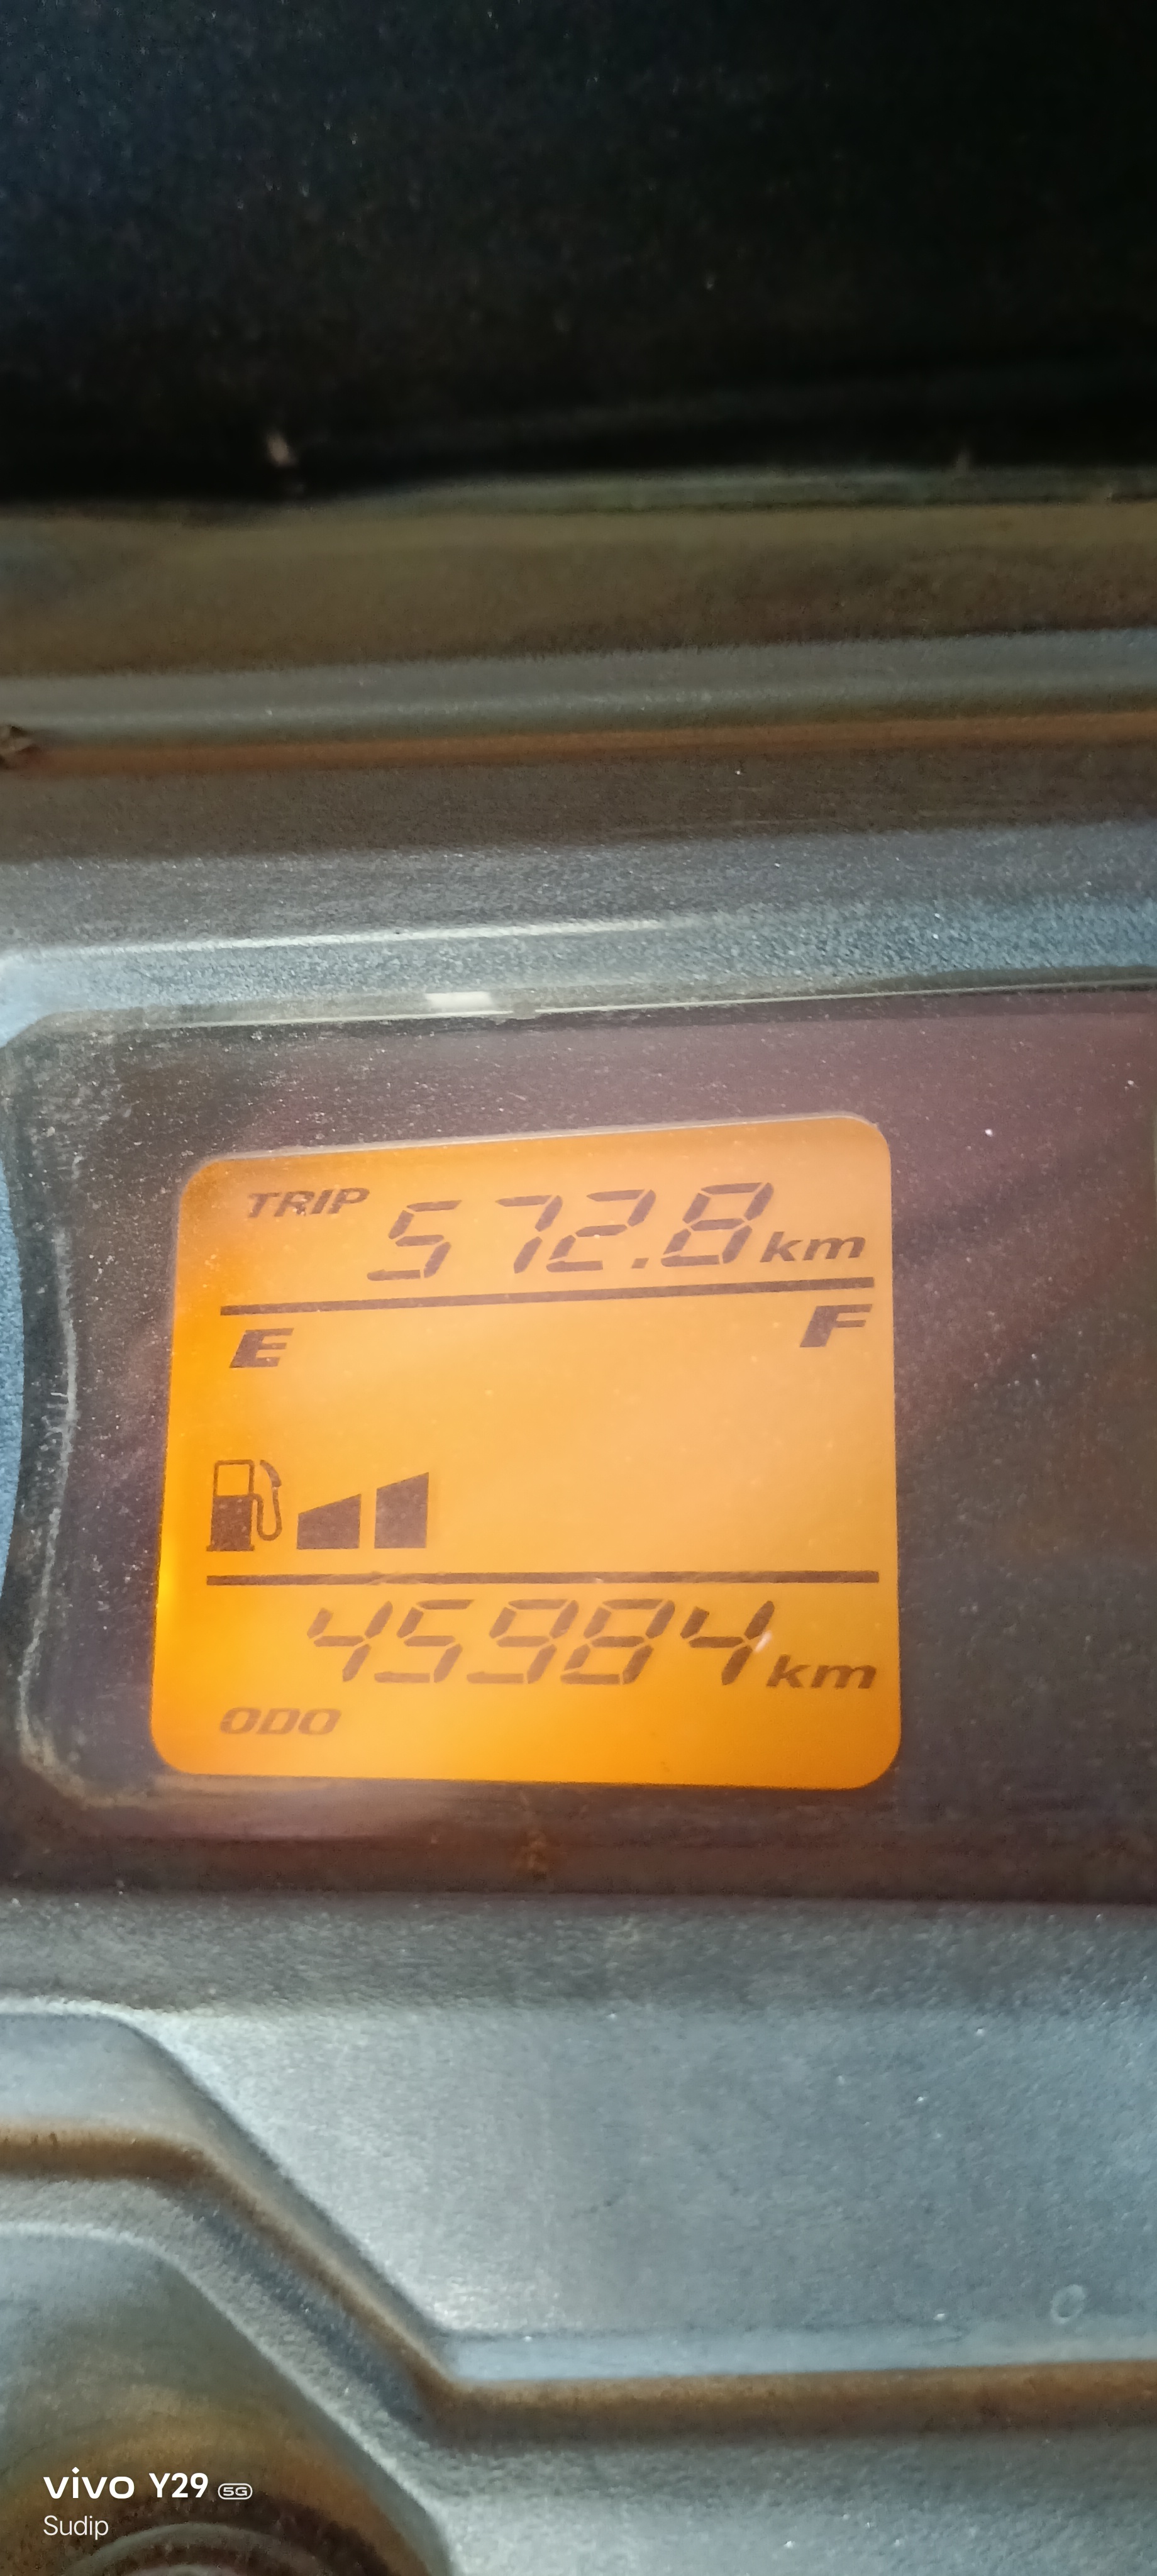 TRIP 572.8 km
E F
45984 km
ODO
vivo Y29 5G
Sudip